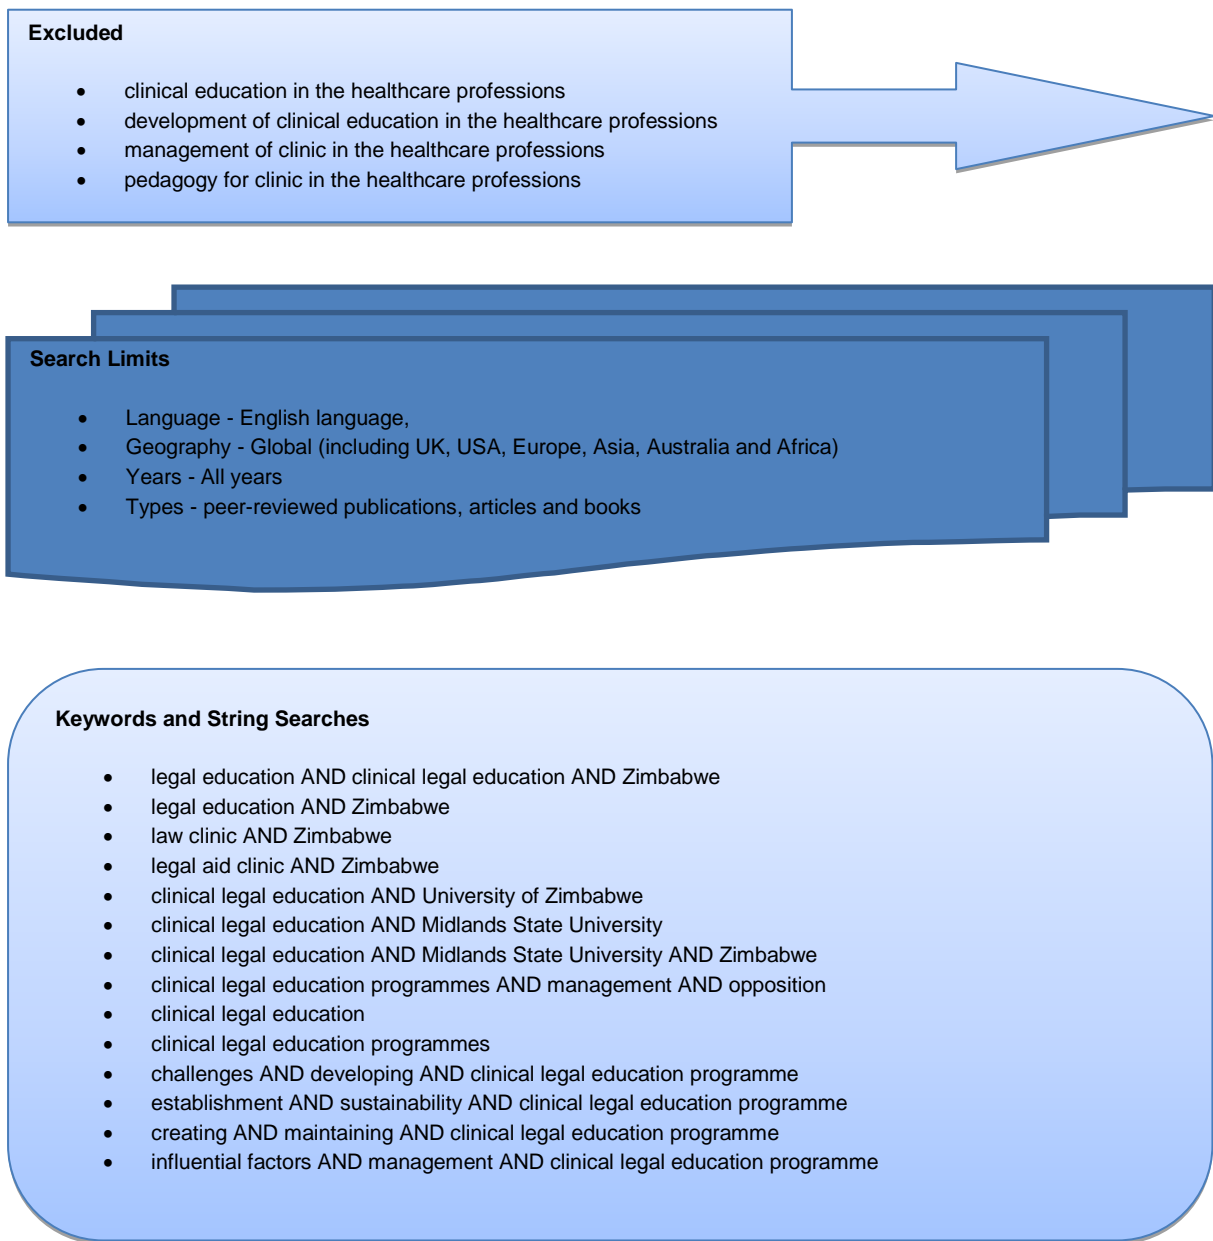 Excluded
• clinical education in the healthcare professions
• development of clinical education in the healthcare professions
• management of clinic in the healthcare professions
• pedagogy for clinic in the healthcare professions
Search Limits
• Language - English language,
• Geography - Global (including UK, USA, Europe, Asia, Australia and Africa)
• Years - All years
• Types - peer-reviewed publications, articles and books
Keywords and String Searches
• legal education AND clinical legal education AND Zimbabwe
• legal education AND Zimbabwe
• law clinic AND Zimbabwe
• legal aid clinic AND Zimbabwe
• clinical legal education AND University of Zimbabwe
• clinical legal education AND Midlands State University
• clinical legal education AND Midlands State University AND Zimbabwe
• clinical legal education programmes AND management AND opposition
• clinical legal education
• clinical legal education programmes
• challenges AND developing AND clinical legal education programme
• establishment AND sustainability AND clinical legal education programme
• creating AND maintaining AND clinical legal education programme
• influential factors AND management AND clinical legal education programme